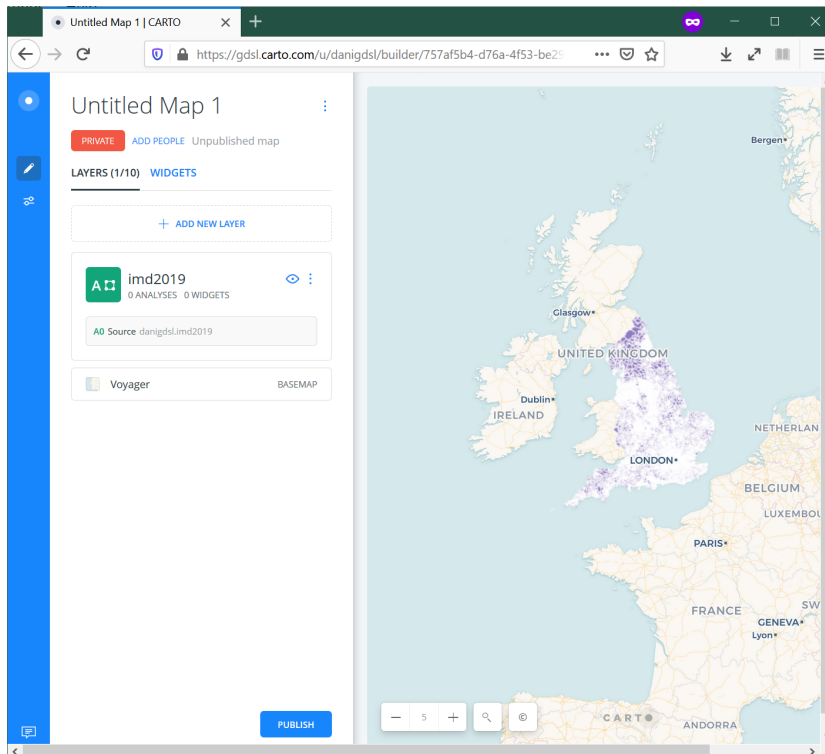 Untitled Map 1 | CARTO
https://gdsl.carto.com/u/danigdsl/builder/757af5b4-d76a-4f53-be29
Untitled Map 1
PRIVATE ADD PEOPLE Unpublished map
LAYERS (1/10) WIDGETS
ADD NEW LAYER
A
imd2019
0 ANALYSES 0 WIDGETS
A0 Source danigdsl.imd2019
Voyager BASEMAP
PUBLISH
Bergen
Glasgow
UNITED KINGDOM
Dublin
IRELAND
NETHERLAN
LONDON
BELGIUM
LUXEMBOU
PARIS
FRANCE
SW
GENEVA
Lyon
5
©
CARTO
ANDORRA